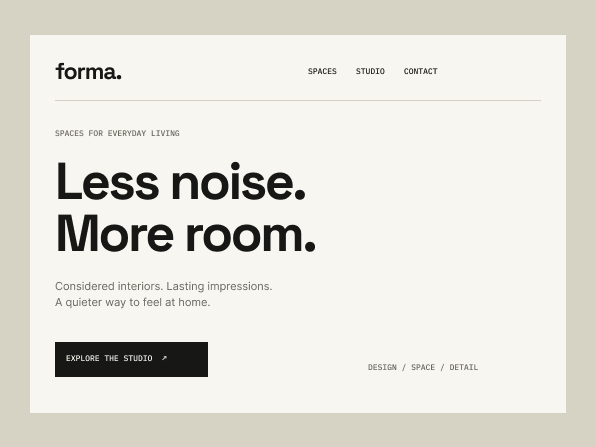 forma.
SPACES STUDIO CONTACT
SPACES FOR EVERYDAY LIVING
Less noise.
More room.
Considered interiors. Lasting impressions.
A quieter way to feel at home.
EXPLORE THE STUDIO ↗
DESIGN / SPACE / DETAIL